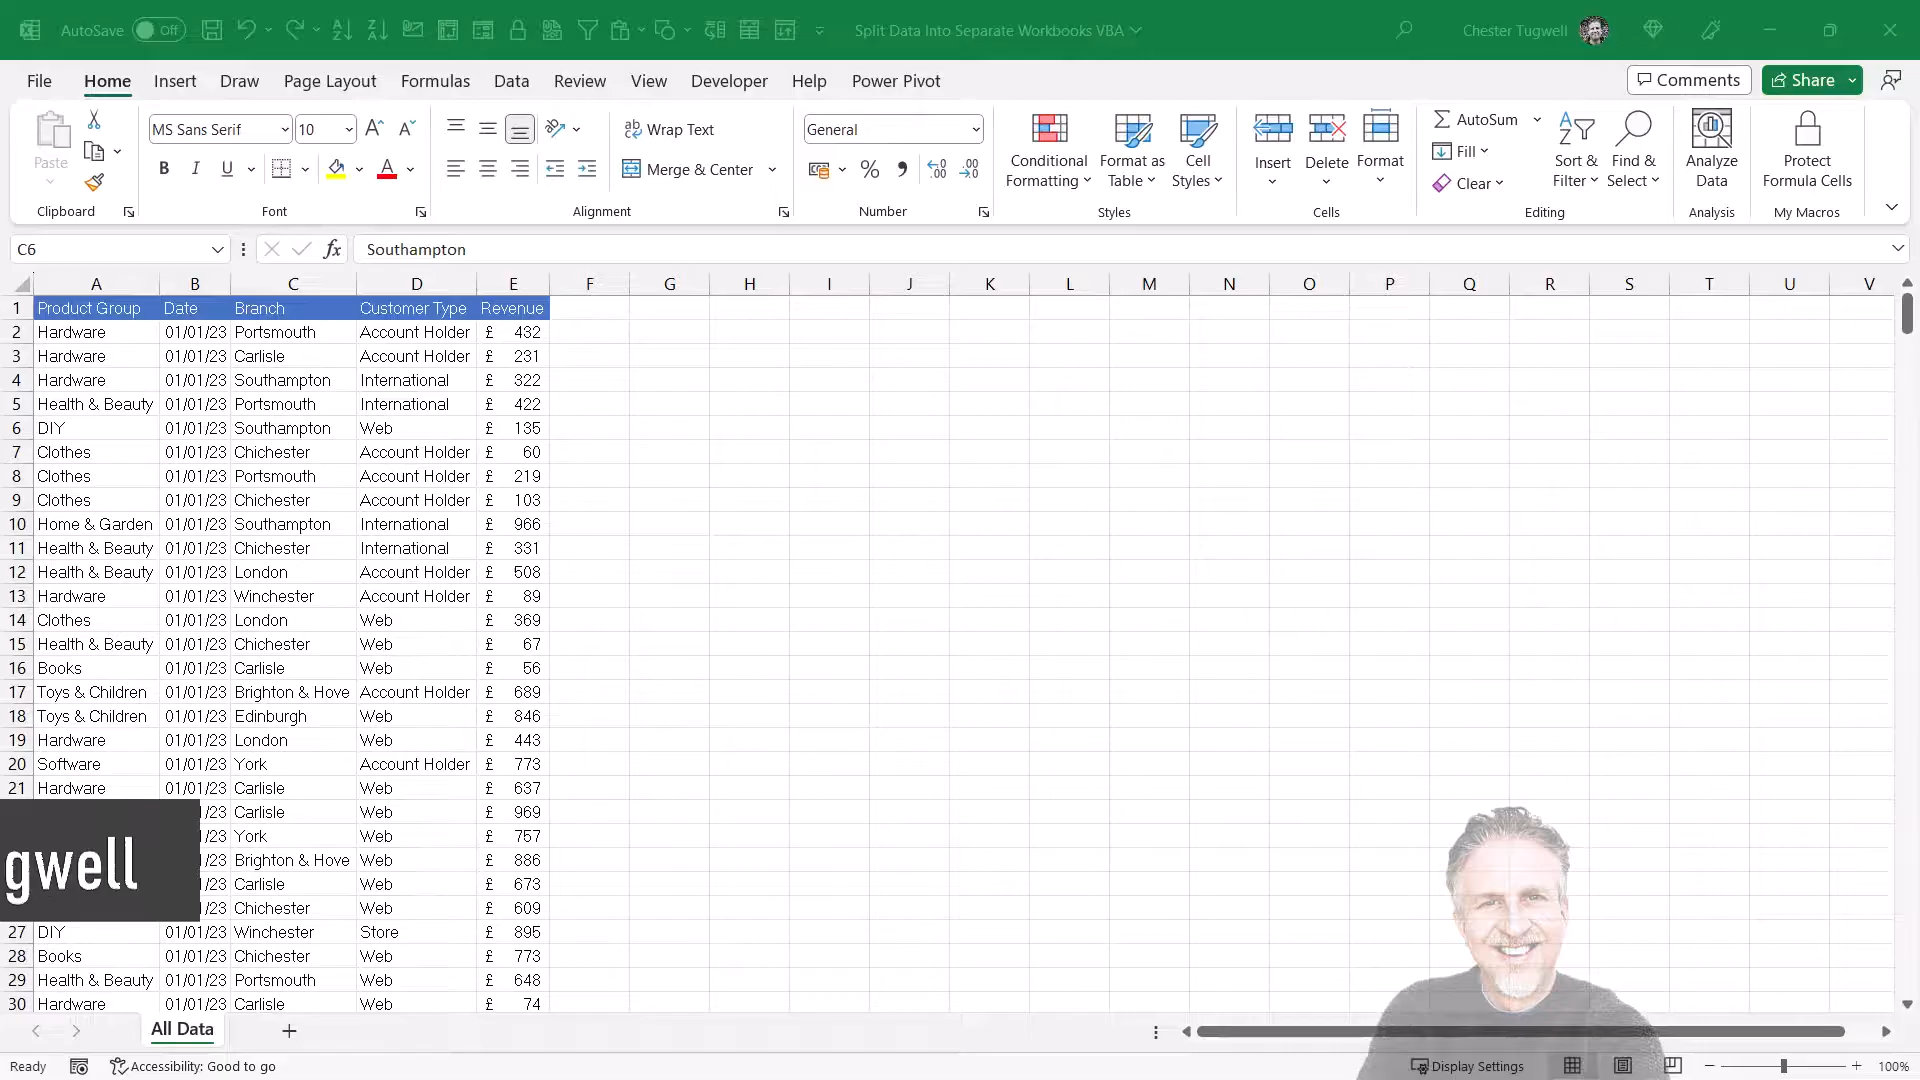 AutoSave Off Split Data Into Separate Workbooks VBA Chester Tugwell
File Home Insert Draw Page Layout Formulas Data Review View Developer Help Power Pivot Comments Share
Paste
Clipboard
MS Sans Serif 10
B I U
Font
Wrap Text
Merge & Center
Alignment
General
Number
Conditional Formatting
Format as Table
Cell Styles
Styles
Insert
Delete
Format
Cells
AutoSum
Fill
Clear
Sort & Filter
Find & Select
Editing
Analyze Data
Analysis
Protect Formula Cells
My Macros
C6 fx Southampton
A B C D E F G H I J K L M N O P Q R S T U V
1 Product Group Date Branch Customer Type Revenue
2 Hardware 01/01/23 Portsmouth Account Holder £ 432
3 Hardware 01/01/23 Carlisle Account Holder £ 231
4 Hardware 01/01/23 Southampton International £ 322
5 Health & Beauty 01/01/23 Portsmouth International £ 422
6 DIY 01/01/23 Southampton Web £ 135
7 Clothes 01/01/23 Chichester Account Holder £ 60
8 Clothes 01/01/23 Portsmouth Account Holder £ 219
9 Clothes 01/01/23 Chichester Account Holder £ 103
10 Home & Garden 01/01/23 Southampton International £ 966
11 Health & Beauty 01/01/23 Chichester International £ 331
12 Health & Beauty 01/01/23 London Account Holder £ 508
13 Hardware 01/01/23 Winchester Account Holder £ 89
14 Clothes 01/01/23 London Web £ 369
15 Health & Beauty 01/01/23 Chichester Web £ 67
16 Books 01/01/23 Carlisle Web £ 56
17 Toys & Children 01/01/23 Brighton & Hove Account Holder £ 689
18 Toys & Children 01/01/23 Edinburgh Web £ 846
19 Hardware 01/01/23 London Web £ 443
20 Software 01/01/23 York Account Holder £ 773
21 Hardware 01/01/23 Carlisle Web £ 637
/23 Carlisle Web £ 969
/23 York Web £ 757
gwell
/23 Brighton & Hove Web £ 886
/23 Carlisle Web £ 673
/23 Chichester Web £ 609
27 DIY 01/01/23 Winchester Store £ 895
28 Books 01/01/23 Chichester Web £ 773
29 Health & Beauty 01/01/23 Portsmouth Web £ 648
30 Hardware 01/01/23 Carlisle Web £ 74
All Data
Ready Accessibility: Good to go Display Settings 100%